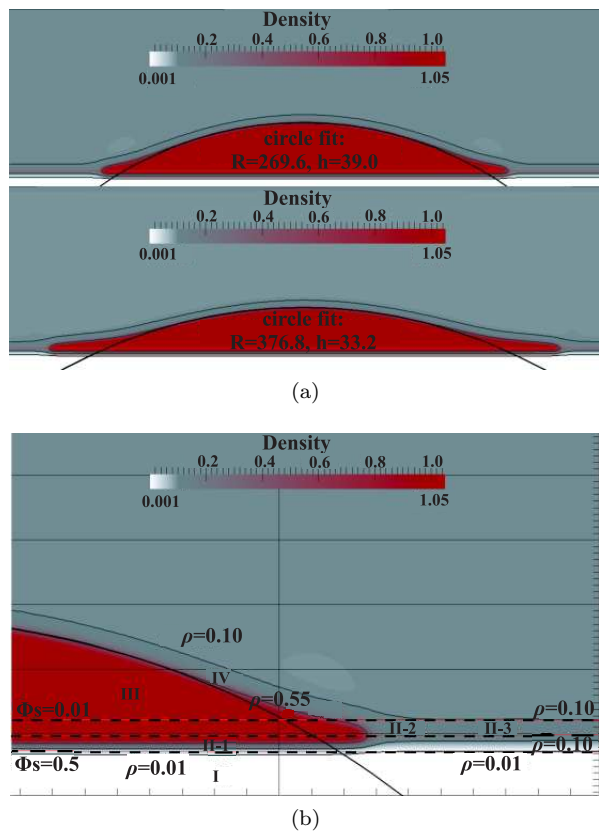 Density
0.2 0.4 0.6 0.8 1.0
0.001 1.05
circle fit:
R=269.6, h=39.0
Density
0.2 0.4 0.6 0.8 1.0
0.001 1.05
circle fit:
R=376.8, h=33.2
(a)
Density
0.2 0.4 0.6 0.8 1.0
0.001 1.05
ρ=0.10
IV
III
ρ=0.55
Φs=0.01 ρ=0.10
II-2 II-3
II-1 ρ=0.10
Φs=0.5 ρ=0.01 ρ=0.01
I
(b)